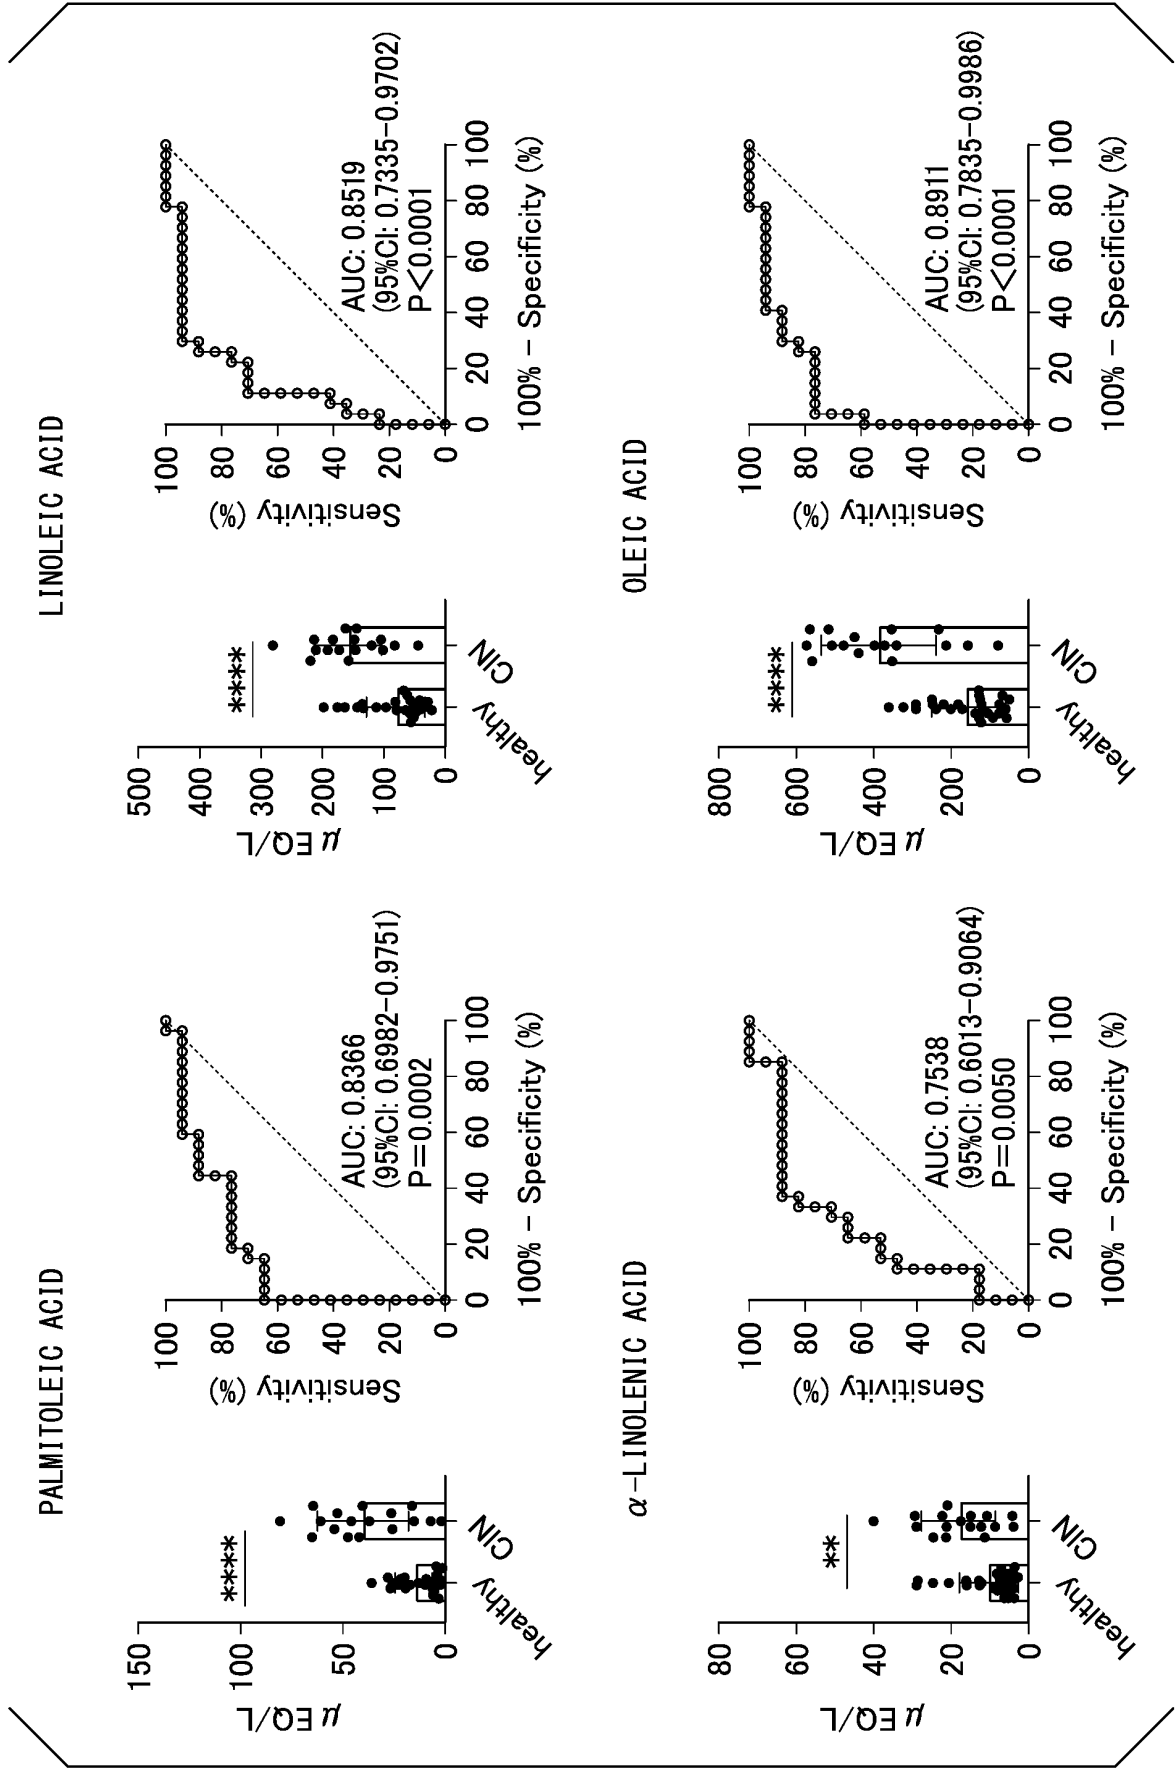 PALMITOLEIC ACID
μ EQ/L
150
100
50
0
****
healthy
CIN
Sensitivity (%)
100
80
60
40
20
0
AUC: 0.8366
(95%CI: 0.6982-0.9751)
P=0.0002
0 20 40 60 80 100
100% - Specificity (%)
LINOLEIC ACID
μ EQ/L
500
400
300
200
100
0
****
healthy
CIN
Sensitivity (%)
100
80
60
40
20
0
AUC: 0.8519
(95%CI: 0.7335-0.9702)
P<0.0001
0 20 40 60 80 100
100% - Specificity (%)
α-LINOLENIC ACID
μ EQ/L
80
60
40
20
0
**
healthy
CIN
Sensitivity (%)
100
80
60
40
20
0
AUC: 0.7538
(95%CI: 0.6013-0.9064)
P=0.0050
0 20 40 60 80 100
100% - Specificity (%)
OLEIC ACID
μ EQ/L
800
600
400
200
0
****
healthy
CIN
Sensitivity (%)
100
80
60
40
20
0
AUC: 0.8911
(95%CI: 0.7835-0.9986)
P<0.0001
0 20 40 60 80 100
100% - Specificity (%)